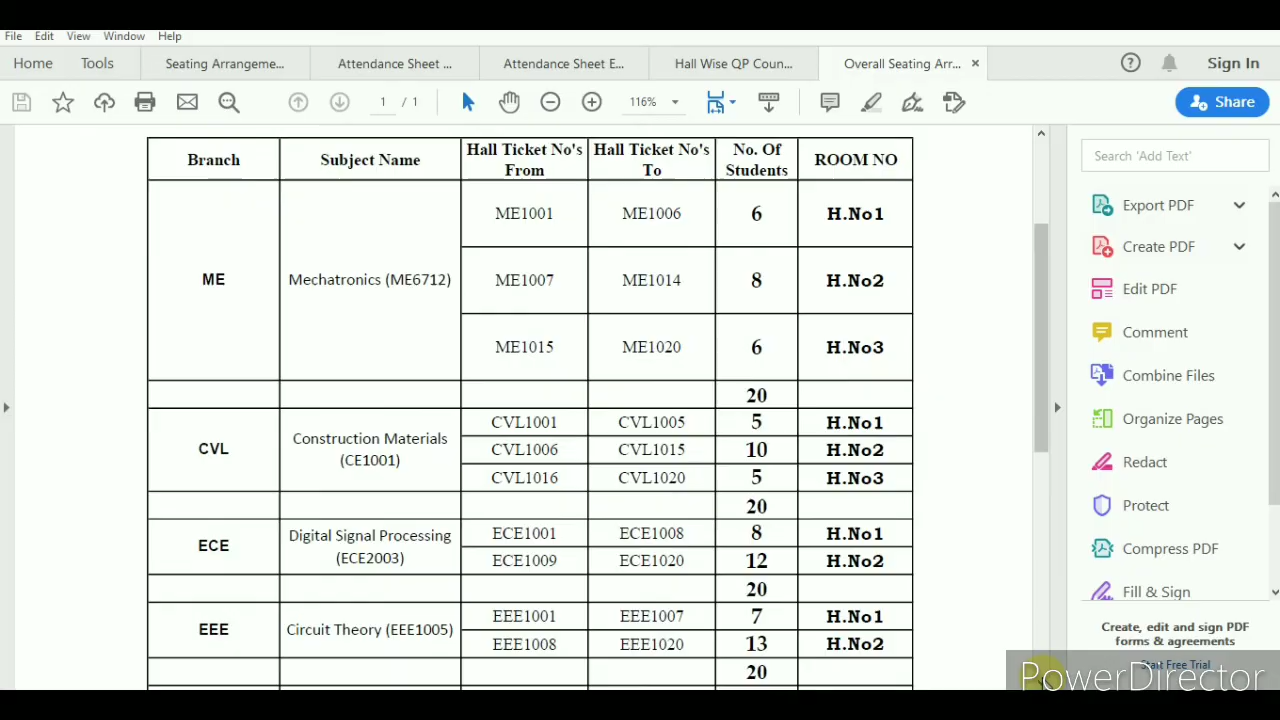 File Edit View Window Help
Home Tools Seating Arrangeme... Attendance Sheet ... Attendance Sheet E... Hall Wise QP Coun... Overall Seating Arr... × Sign In
1 / 1 116% Share
Branch Subject Name Hall Ticket No's From Hall Ticket No's To No. Of Students ROOM NO
ME Mechatronics (ME6712)
ME1001 ME1006 6 H.No1
ME1007 ME1014 8 H.No2
ME1015 ME1020 6 H.No3
20
CVL Construction Materials (CE1001)
CVL1001 CVL1005 5 H.No1
CVL1006 CVL1015 10 H.No2
CVL1016 CVL1020 5 H.No3
20
ECE Digital Signal Processing (ECE2003)
ECE1001 ECE1008 8 H.No1
ECE1009 ECE1020 12 H.No2
20
EEE Circuit Theory (EEE1005)
EEE1001 EEE1007 7 H.No1
EEE1008 EEE1020 13 H.No2
20
Search 'Add Text'
Export PDF
Create PDF
Edit PDF
Comment
Combine Files
Organize Pages
Redact
Protect
Compress PDF
Fill & Sign
Create, edit and sign PDF
forms & agreements
Start Free Trial
PowerDirector